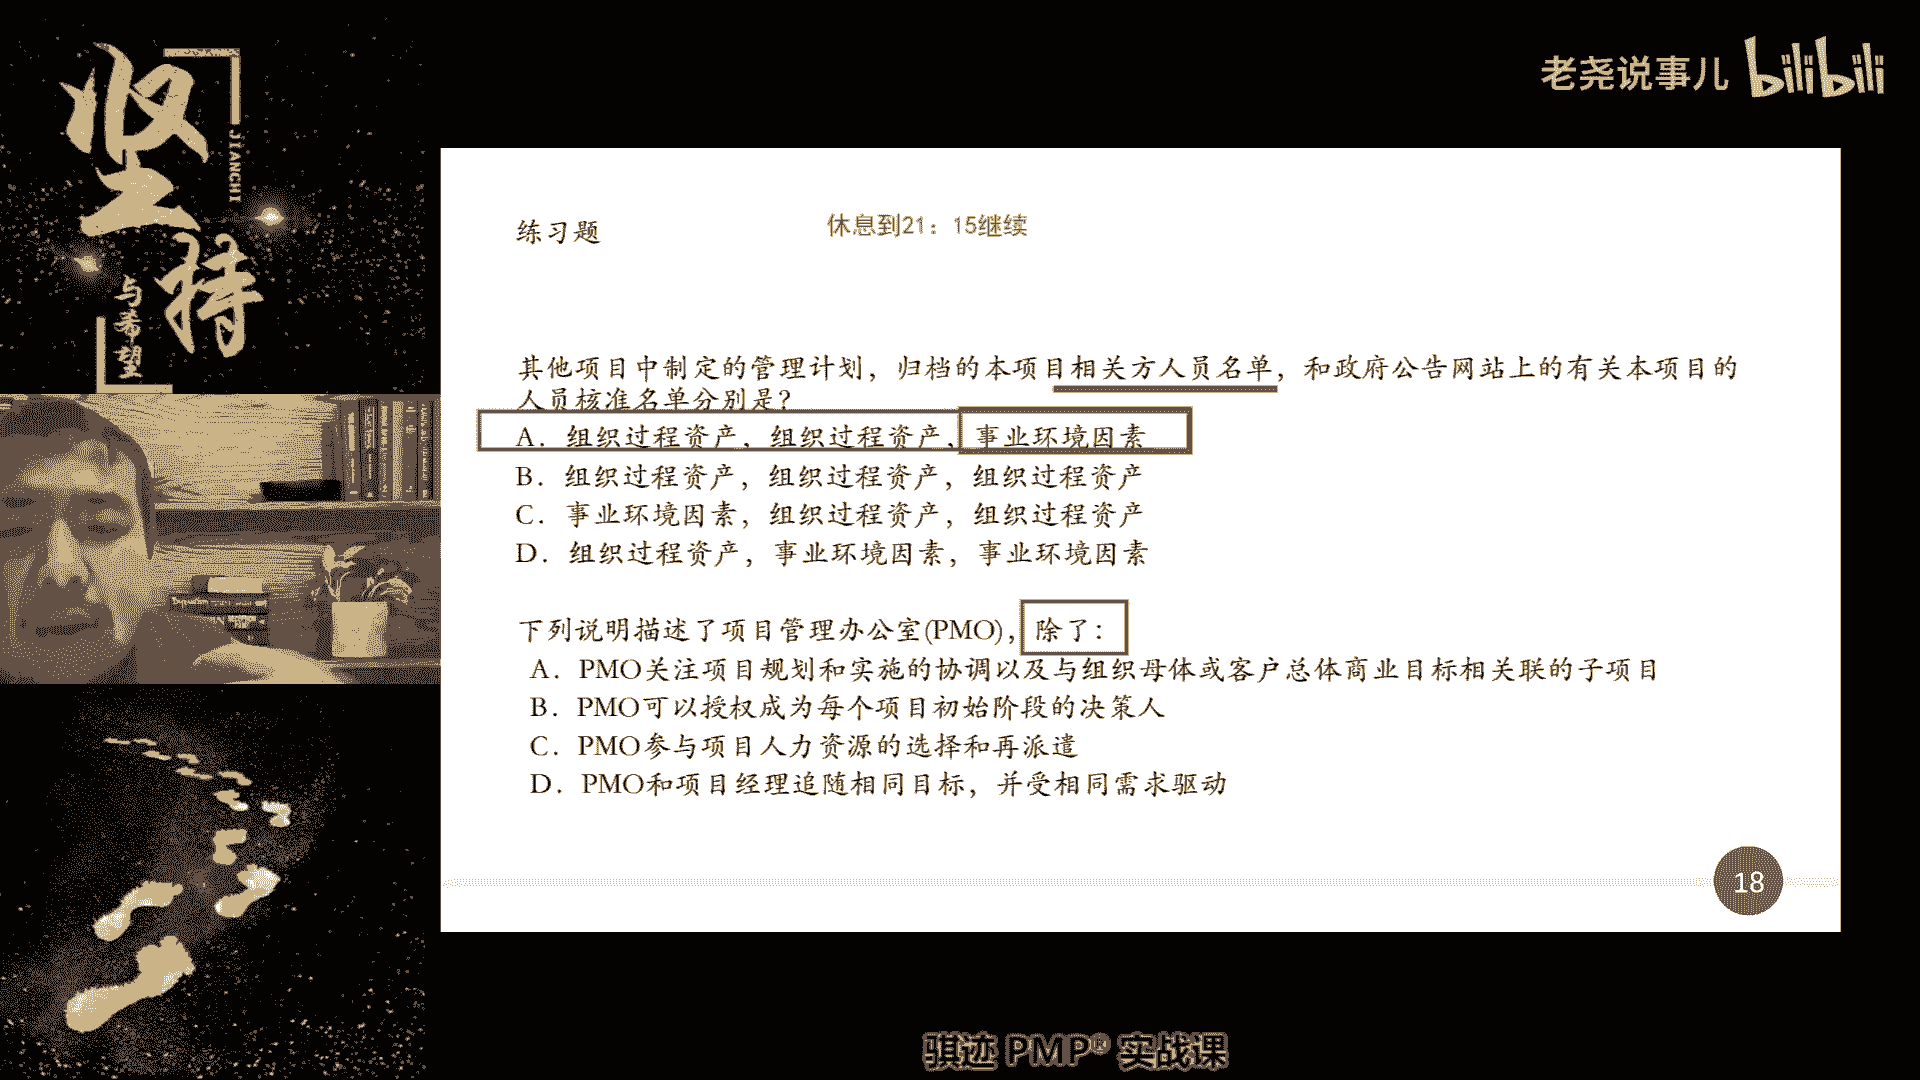 坚持
JIANCHI
与希望
老尧说事儿 bilibili
练习题
休息到21：15继续
其他项目中制定的管理计划，归档的本项目相关方人员名单，和政府公告网站上的有关本项目的
人员核准名单分别是？
A．组织过程资产，组织过程资产，事业环境因素
B．组织过程资产，组织过程资产，组织过程资产
C．事业环境因素，组织过程资产，组织过程资产
D．组织过程资产，事业环境因素，事业环境因素
下列说明描述了项目管理办公室(PMO)，除了：
A．PMO关注项目规划和实施的协调以及与组织母体或客户总体商业目标相关联的子项目
B．PMO可以授权成为每个项目初始阶段的决策人
C．PMO参与项目人力资源的选择和再派遣
D．PMO和项目经理追随相同目标，并受相同需求驱动
18
骐迹 PMP® 实战课